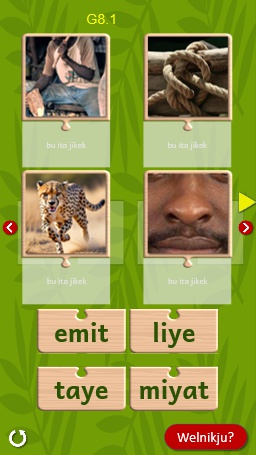 G8.1
bu ita jikek
bu ita jikek
bu ita jikek
bu ita jikek
emit
liye
taye
miyat
Welnikju?